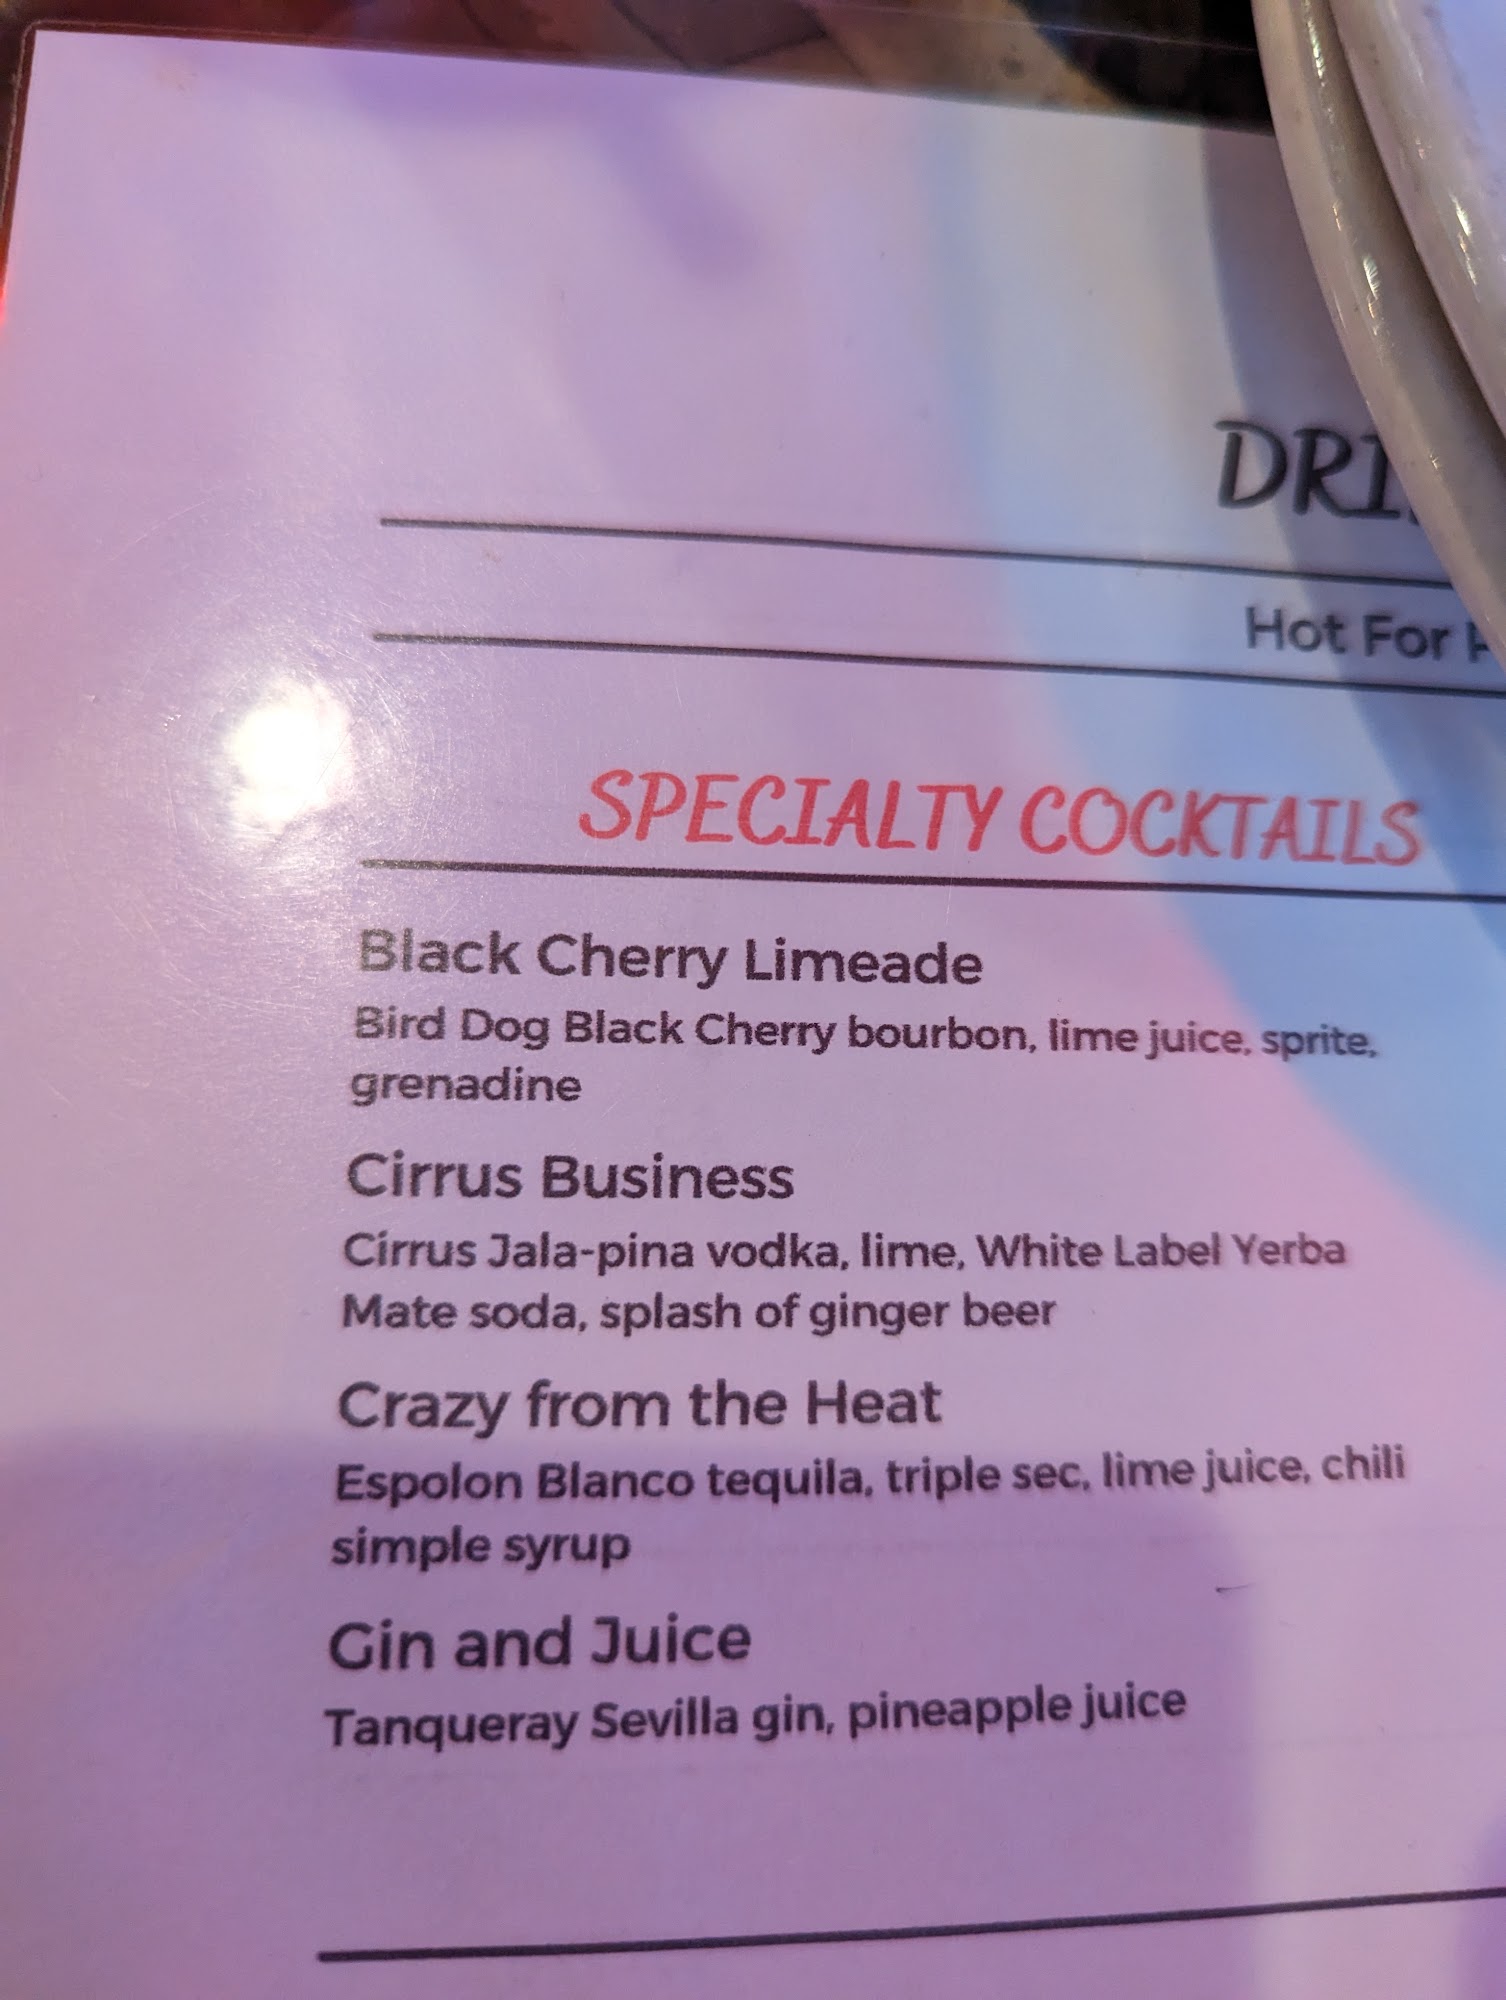 Hot For
SPECIALTY COCKTAILS
Black Cherry Limeade
Bird Dog Black Cherry bourbon, lime juice, sprite,
grenadine
Cirrus Business
Cirrus Jala-pina vodka, lime, White Label Yerba
Mate soda, splash of ginger beer
Crazy from the Heat
Espolon Blanco tequila, triple sec, lime juice, chili
simple syrup
Gin and Juice
Tanqueray Sevilla gin, pineapple juice